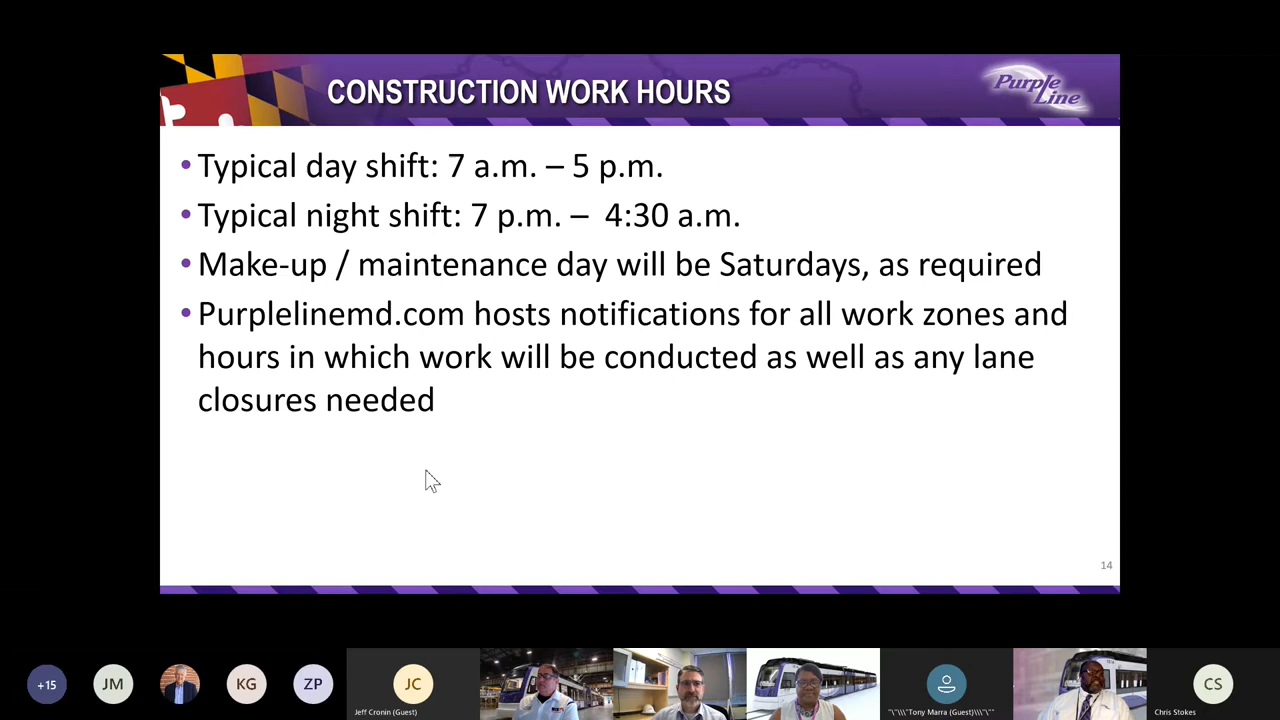 CONSTRUCTION WORK HOURS
Purple
Line
• Typical day shift: 7 a.m. – 5 p.m.
• Typical night shift: 7 p.m. – 4:30 a.m.
• Make-up / maintenance day will be Saturdays, as required
• Purplelinemd.com hosts notifications for all work zones and
hours in which work will be conducted as well as any lane
closures needed
14
+15
JM
KG
ZP
JC
CS
Jeff Cronin (Guest)
"\"\\\"Tony Marra (Guest)\\\"\""
Chris Stokes